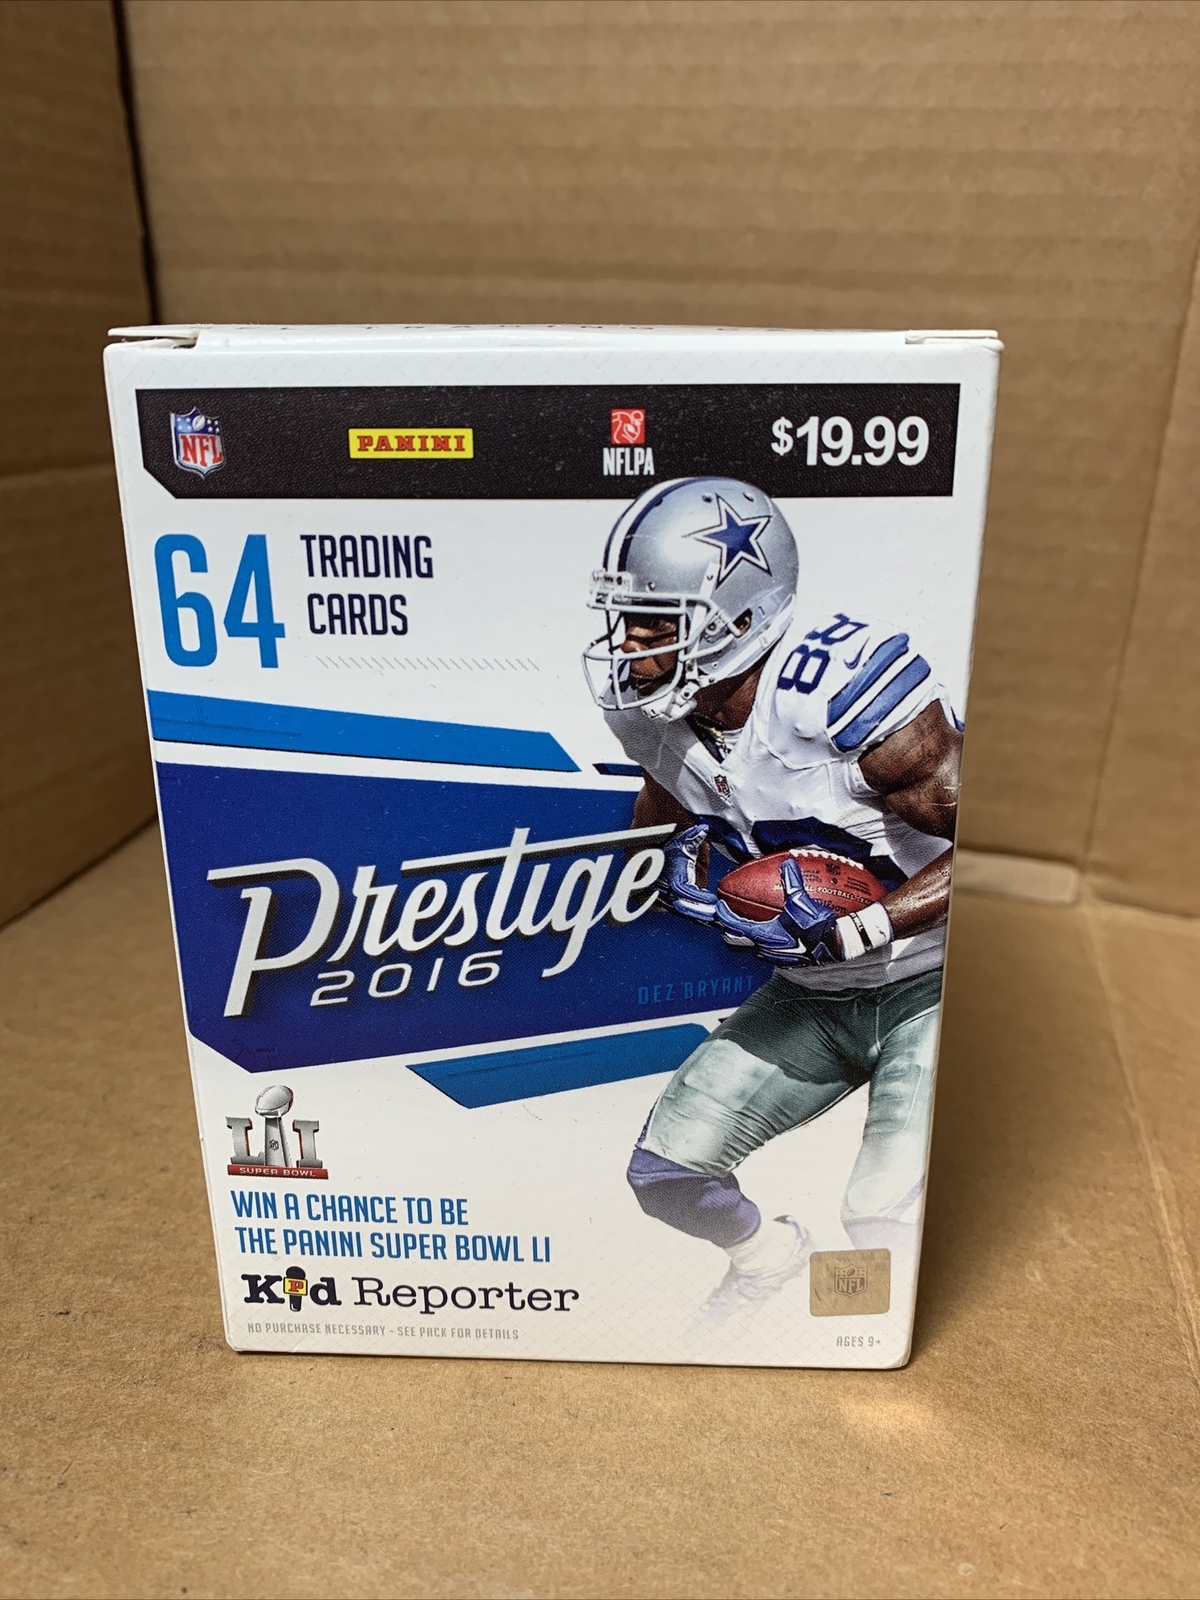 NFL
PANINI
NFLPA
$19.99
64 TRADING
CARDS
88
Prestige
2016
DEZ BRYANT
LI
SUPER BOWL
WIN A CHANCE TO BE
THE PANINI SUPER BOWL LI
Kid Reporter
NO PURCHASE NECESSARY - SEE PACK FOR DETAILS
NFL
AGES 9+